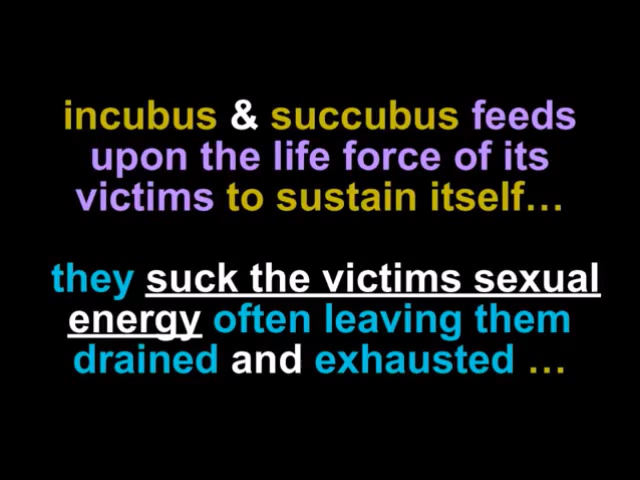 incubus & succubus feeds
upon the life force of its
victims to sustain itself…
they suck the victims sexual
energy often leaving them
drained and exhausted …